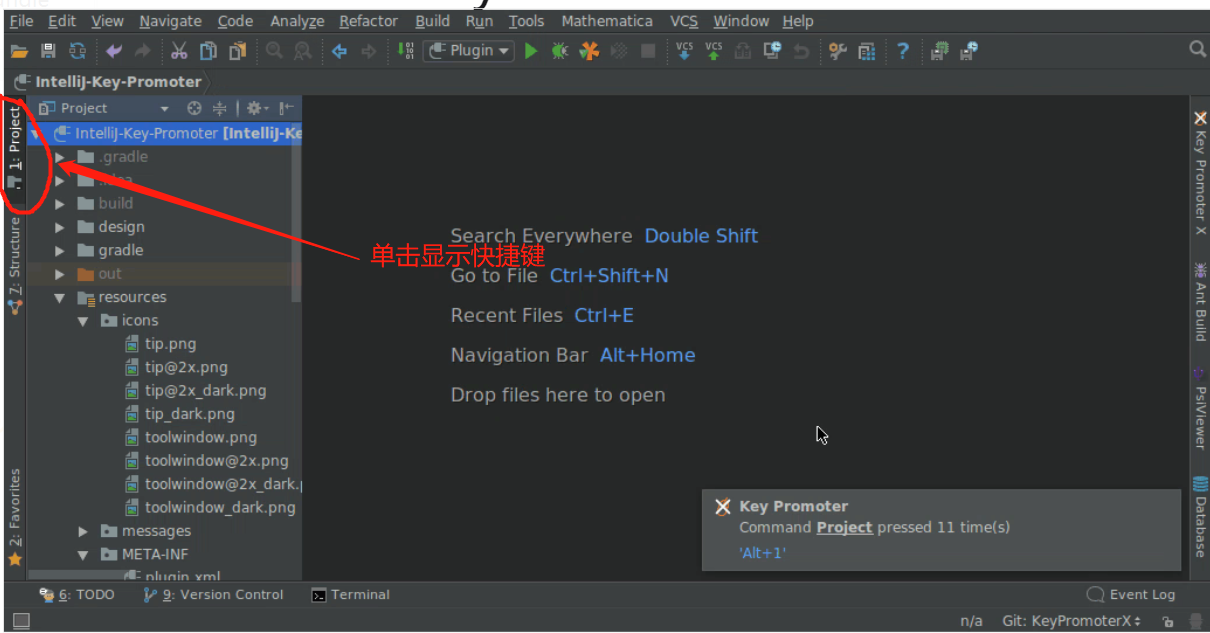 File Edit View Navigate Code Analyze Refactor Build Run Tools Mathematica VCS Window Help
Plugin
VCS VCS
IntelliJ-Key-Promoter
Project
1: Project
IntelliJ-Key-Promoter [IntelliJ-Ke
.gradle
.idea
build
design
gradle
out
resources
icons
tip.png
tip@2x.png
tip@2x_dark.png
tip_dark.png
toolwindow.png
toolwindow@2x.png
toolwindow@2x_dark.p
toolwindow_dark.png
messages
META-INF
plugin.xml
7: Structure
2: Favorites
单击显示快捷键
Search Everywhere Double Shift
Go to File Ctrl+Shift+N
Recent Files Ctrl+E
Navigation Bar Alt+Home
Drop files here to open
Key Promoter
Command Project pressed 11 time(s)
'Alt+1'
Key Promoter X
Ant Build
PsiViewer
Database
6: TODO 9: Version Control Terminal Event Log
n/a Git: KeyPromoterX